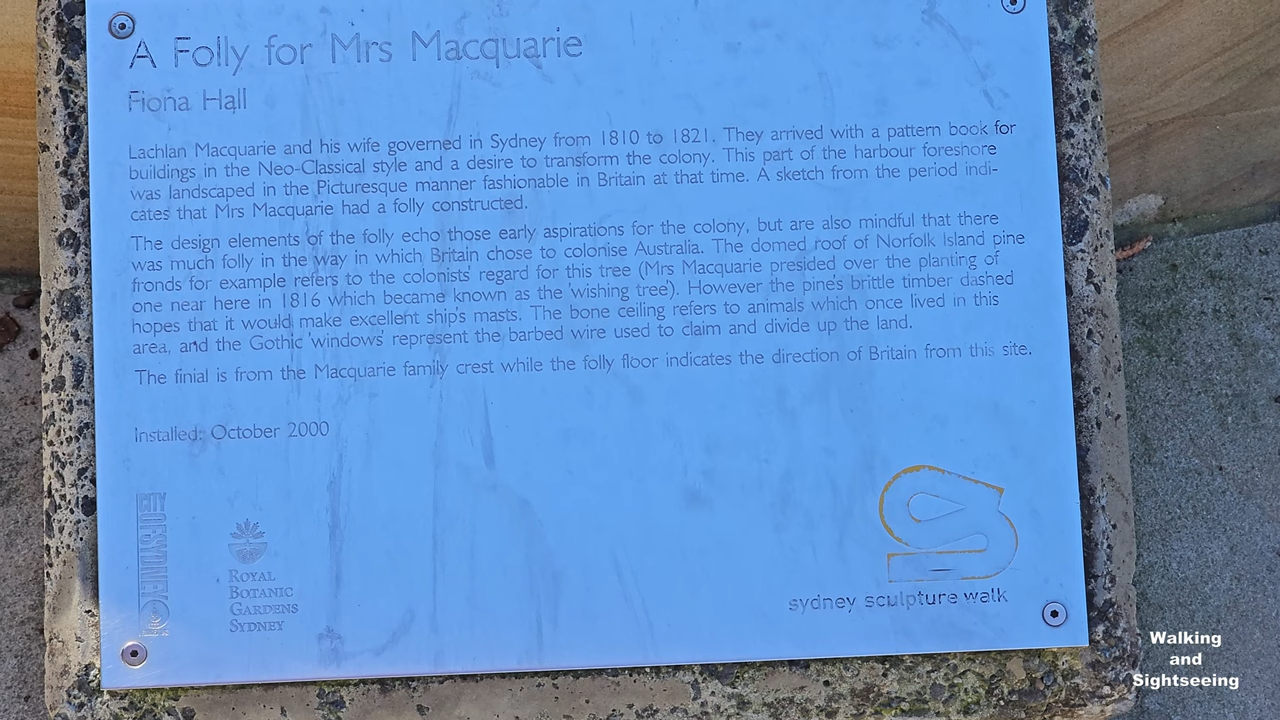 A Folly for Mrs Macquarie
Fiona Hall
Lachlan Macquarie and his wife governed in Sydney from 1810 to 1821. They arrived with a pattern book for
buildings in the Neo-Classical style and a desire to transform the colony. This part of the harbour foreshore
was landscaped in the Picturesque manner fashionable in Britain at that time. A sketch from the period indi-
cates that Mrs Macquarie had a folly constructed.
The design elements of the folly echo those early aspirations for the colony, but are also mindful that there
was much folly in the way in which Britain chose to colonise Australia. The domed roof of Norfolk Island pine
fronds for example refers to the colonists' regard for this tree (Mrs Macquarie presided over the planting of
one near here in 1816 which became known as the 'wishing tree'). However the pine's brittle timber dashed
hopes that it would make excellent ship's masts. The bone ceiling refers to animals which once lived in this
area, and the Gothic 'windows' represent the barbed wire used to claim and divide up the land.
The finial is from the Macquarie family crest while the folly floor indicates the direction of Britain from this site.
Installed: October 2000
CITY OF SYDNEY
ROYAL
BOTANIC
GARDENS
SYDNEY
sydney sculpture walk
Walking
and
Sightseeing